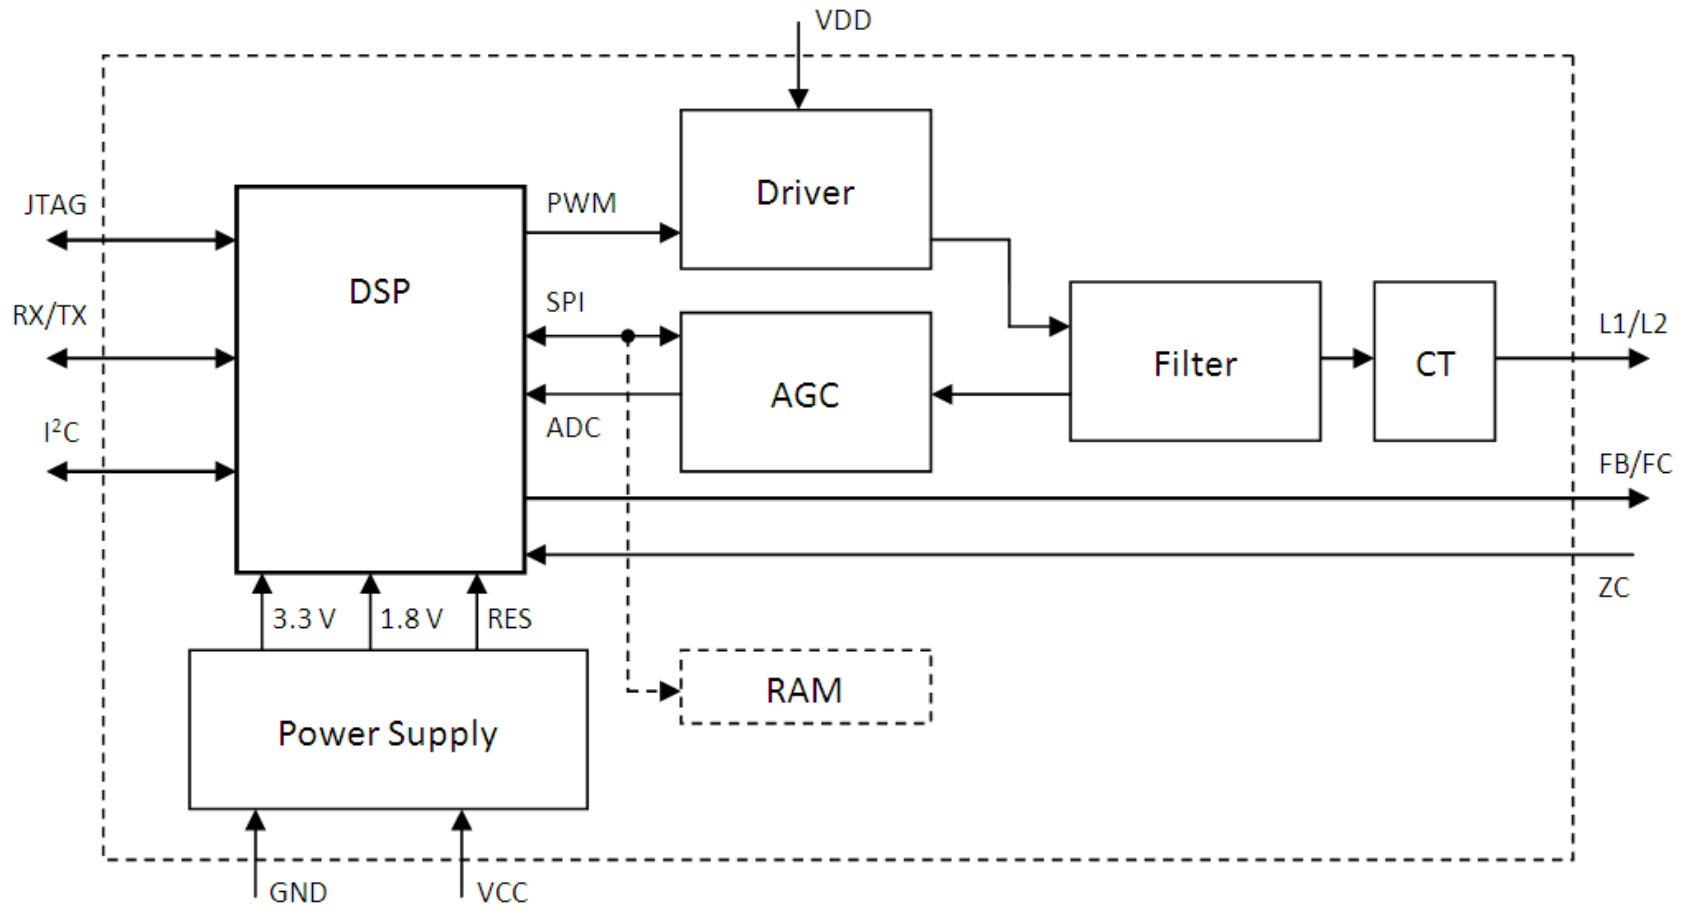 VDD
Driver
JTAG
PWM
DSP
SPI
RX/TX
L1/L2
Filter
CT
AGC
I²C
ADC
FB/FC
ZC
3.3 V
1.8 V
RES
RAM
Power Supply
GND
VCC